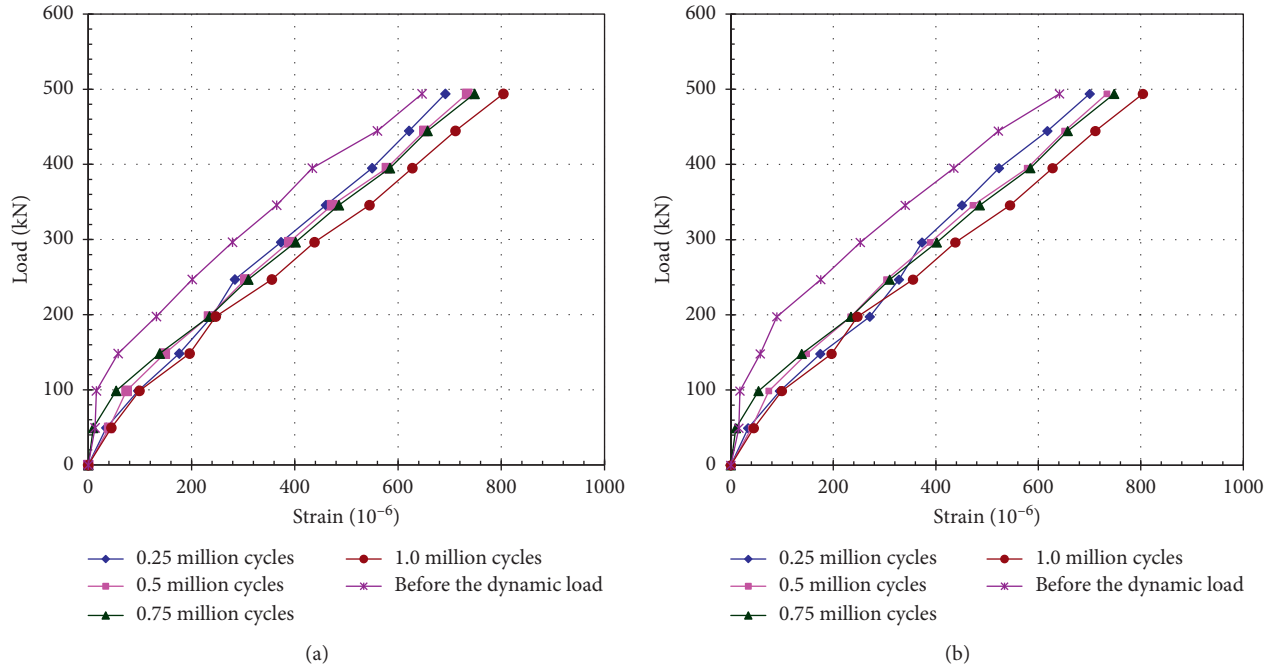 600
500
400
300
200
100
0
Load (kN)
0 200 400 600 800 1000
Strain (10⁻⁶)
0.25 million cycles
0.5 million cycles
0.75 million cycles
1.0 million cycles
Before the dynamic load
(a)
600
500
400
300
200
100
0
Load (kN)
0 200 400 600 800 1000
Strain (10⁻⁶)
0.25 million cycles
0.5 million cycles
0.75 million cycles
1.0 million cycles
Before the dynamic load
(b)